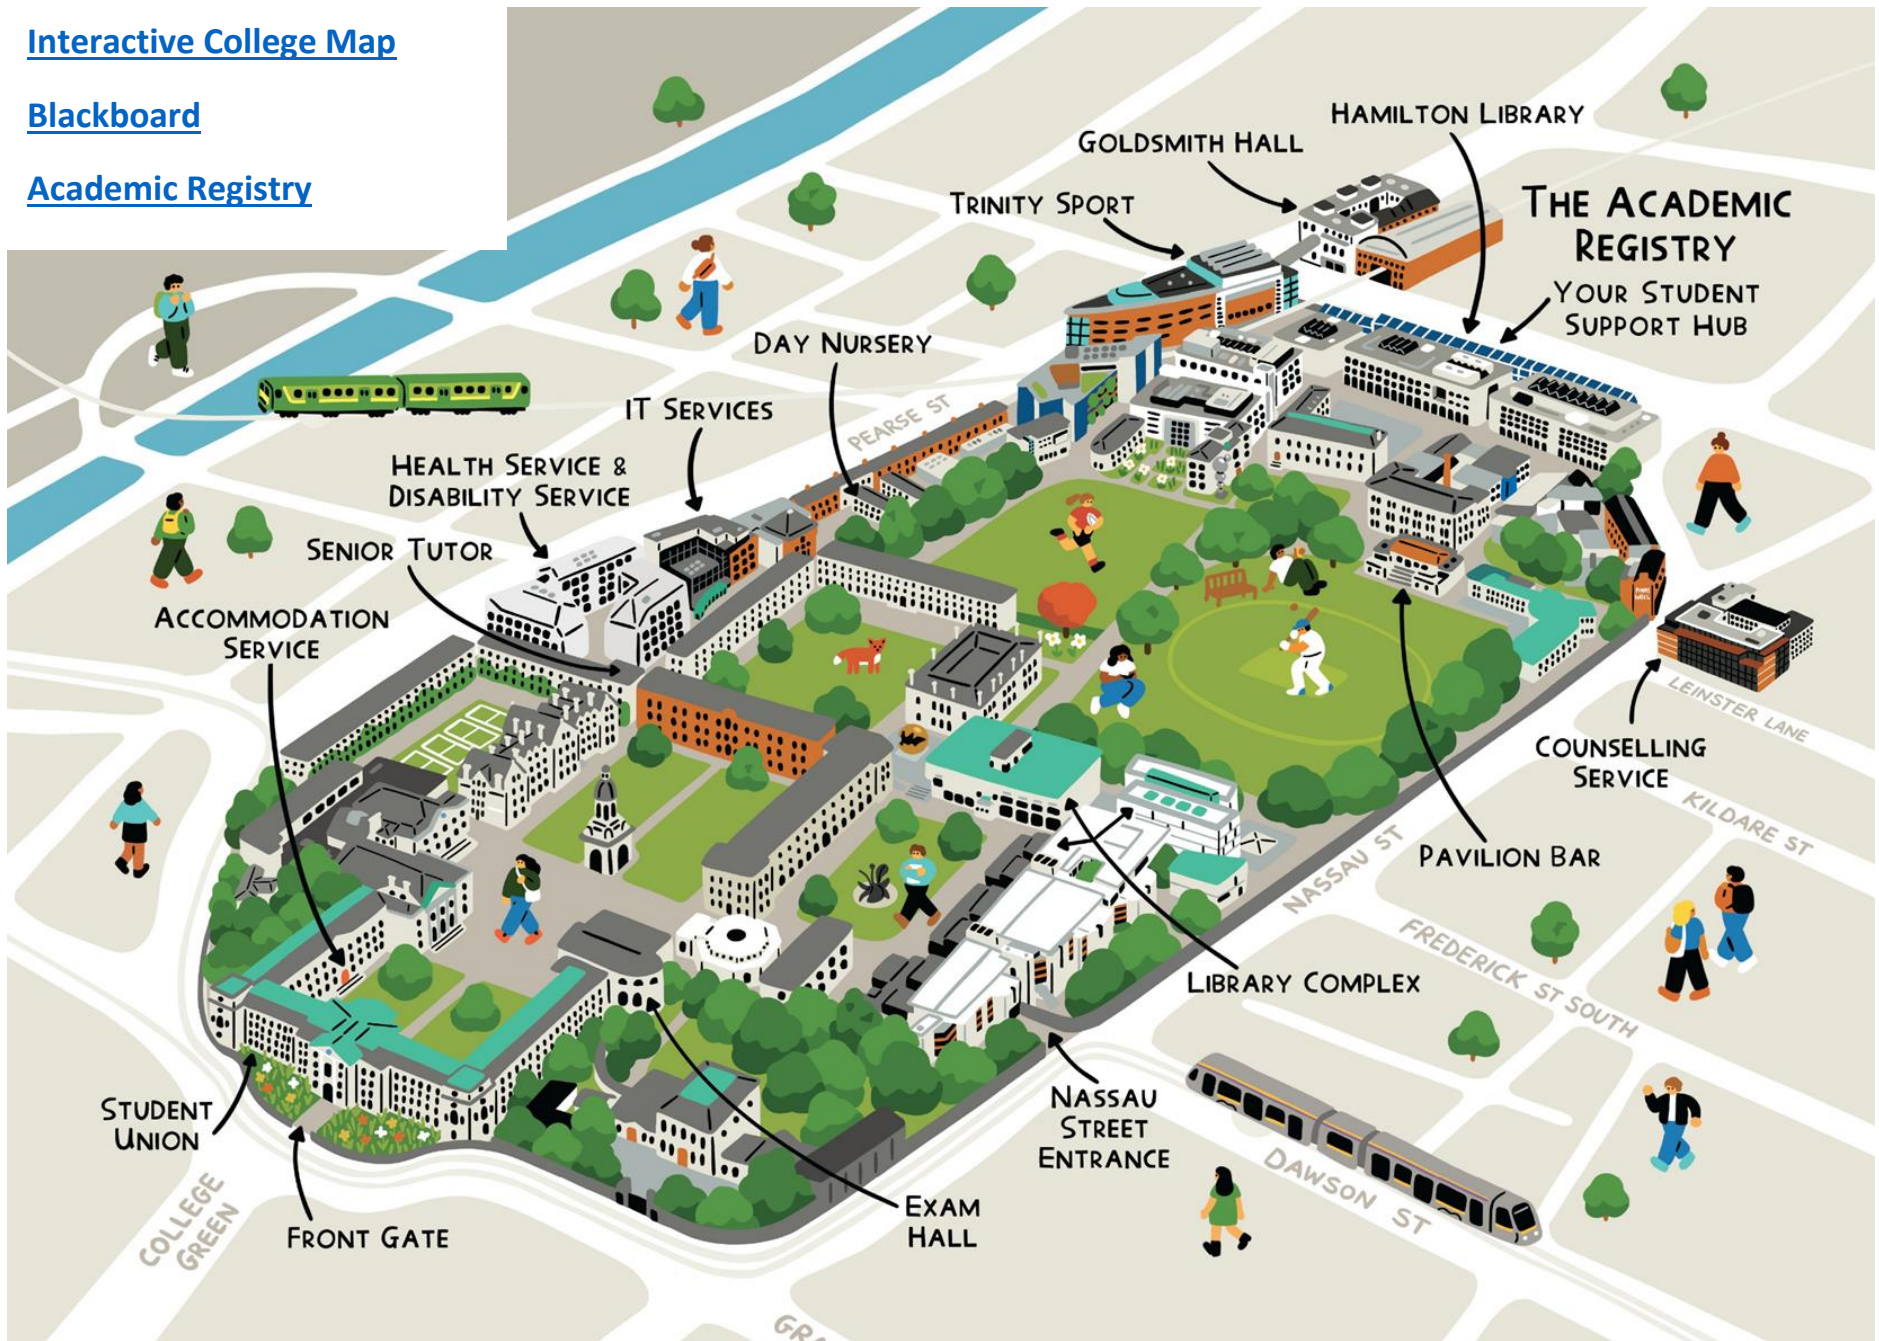 Interactive College Map
Blackboard
Academic Registry
HAMILTON LIBRARY
GOLDSMITH HALL
TRINITY SPORT
THE ACADEMIC
REGISTRY
YOUR STUDENT
SUPPORT HUB
DAY NURSERY
PEARSE ST
IT SERVICES
HEALTH SERVICE &
DISABILITY SERVICE
SENIOR TUTOR
ACCOMMODATION
SERVICE
LEINSTER LANE
COUNSELLING
SERVICE
KILDARE ST
PAVILION BAR
NASSAU ST
FREDERICK ST SOUTH
LIBRARY COMPLEX
STUDENT
UNION
NASSAU
STREET
ENTRANCE
DAWSON ST
COLLEGE
GREEN
FRONT GATE
EXAM
HALL